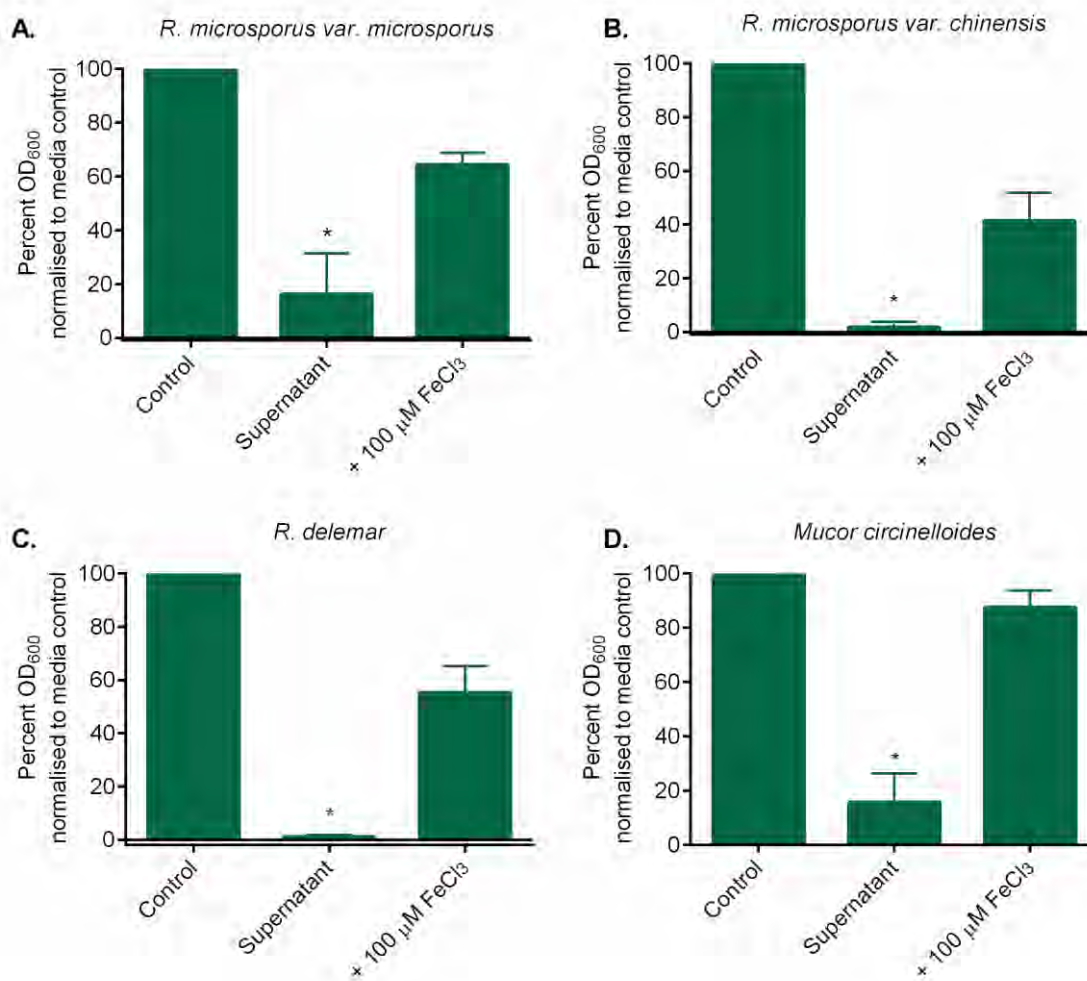 A.
R. microsporus var. microsporus
Percent OD600
normalised to media control
100
80
60
40
20
0
*
Control
Supernatant
+ 100 µM FeCl3
B.
R. microsporus var. chinensis
Percent OD600
normalised to media control
100
80
60
40
20
0
*
Control
Supernatant
+ 100 µM FeCl3
C.
R. delemar
Percent OD600
normalised to media control
100
80
60
40
20
0
*
Control
Supernatant
+ 100 µM FeCl3
D.
Mucor circinelloides
Percent OD600
normalised to media control
100
80
60
40
20
0
*
Control
Supernatant
+ 100 µM FeCl3